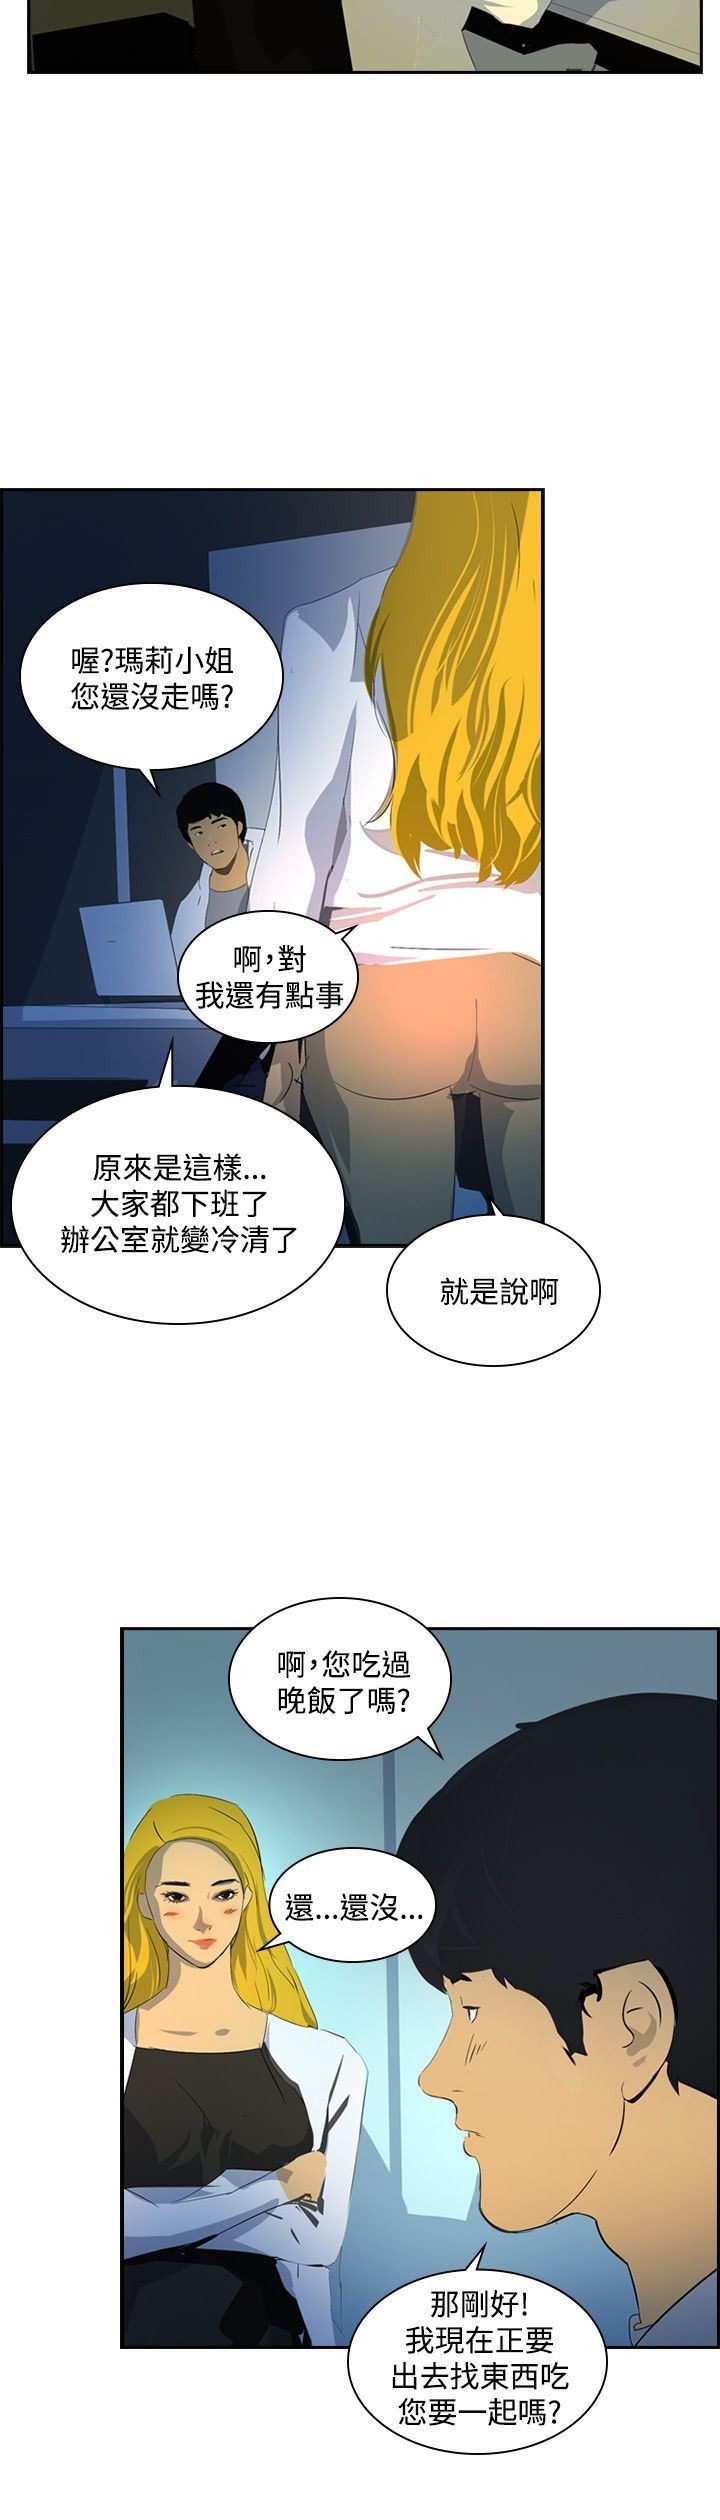 喔?瑪莉小姐
您還沒走嗎?
啊,對
我還有點事
原來是這樣...
大家都下班了
辦公室就變冷清了
就是說啊
啊,您吃過
晚飯了嗎?
還...還沒...
那剛好!
我現在正要
出去找東西吃
您要一起嗎?